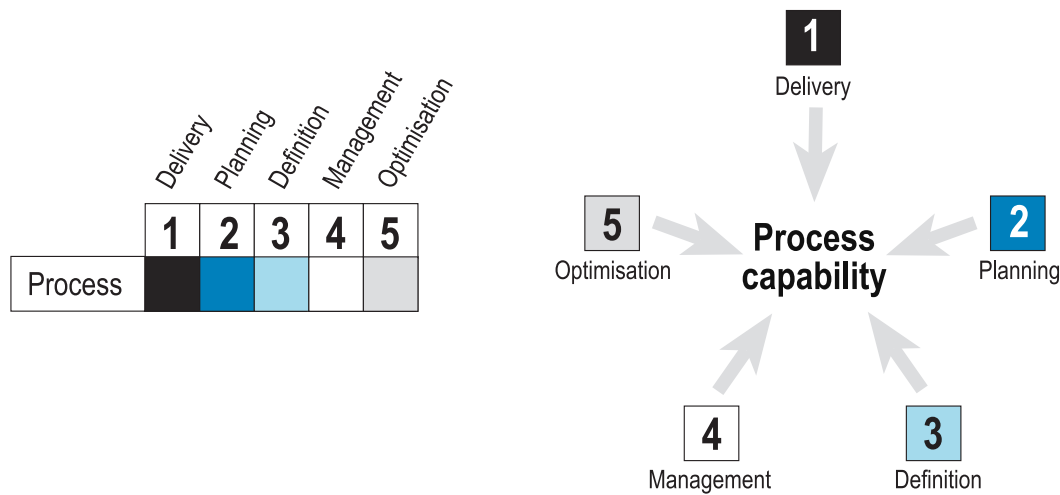 Delivery
Planning
Definition
Management
Optimisation
1 2 3 4 5
Process
1
Delivery
5
Optimisation
Process
capability
2
Planning
4
Management
3
Definition